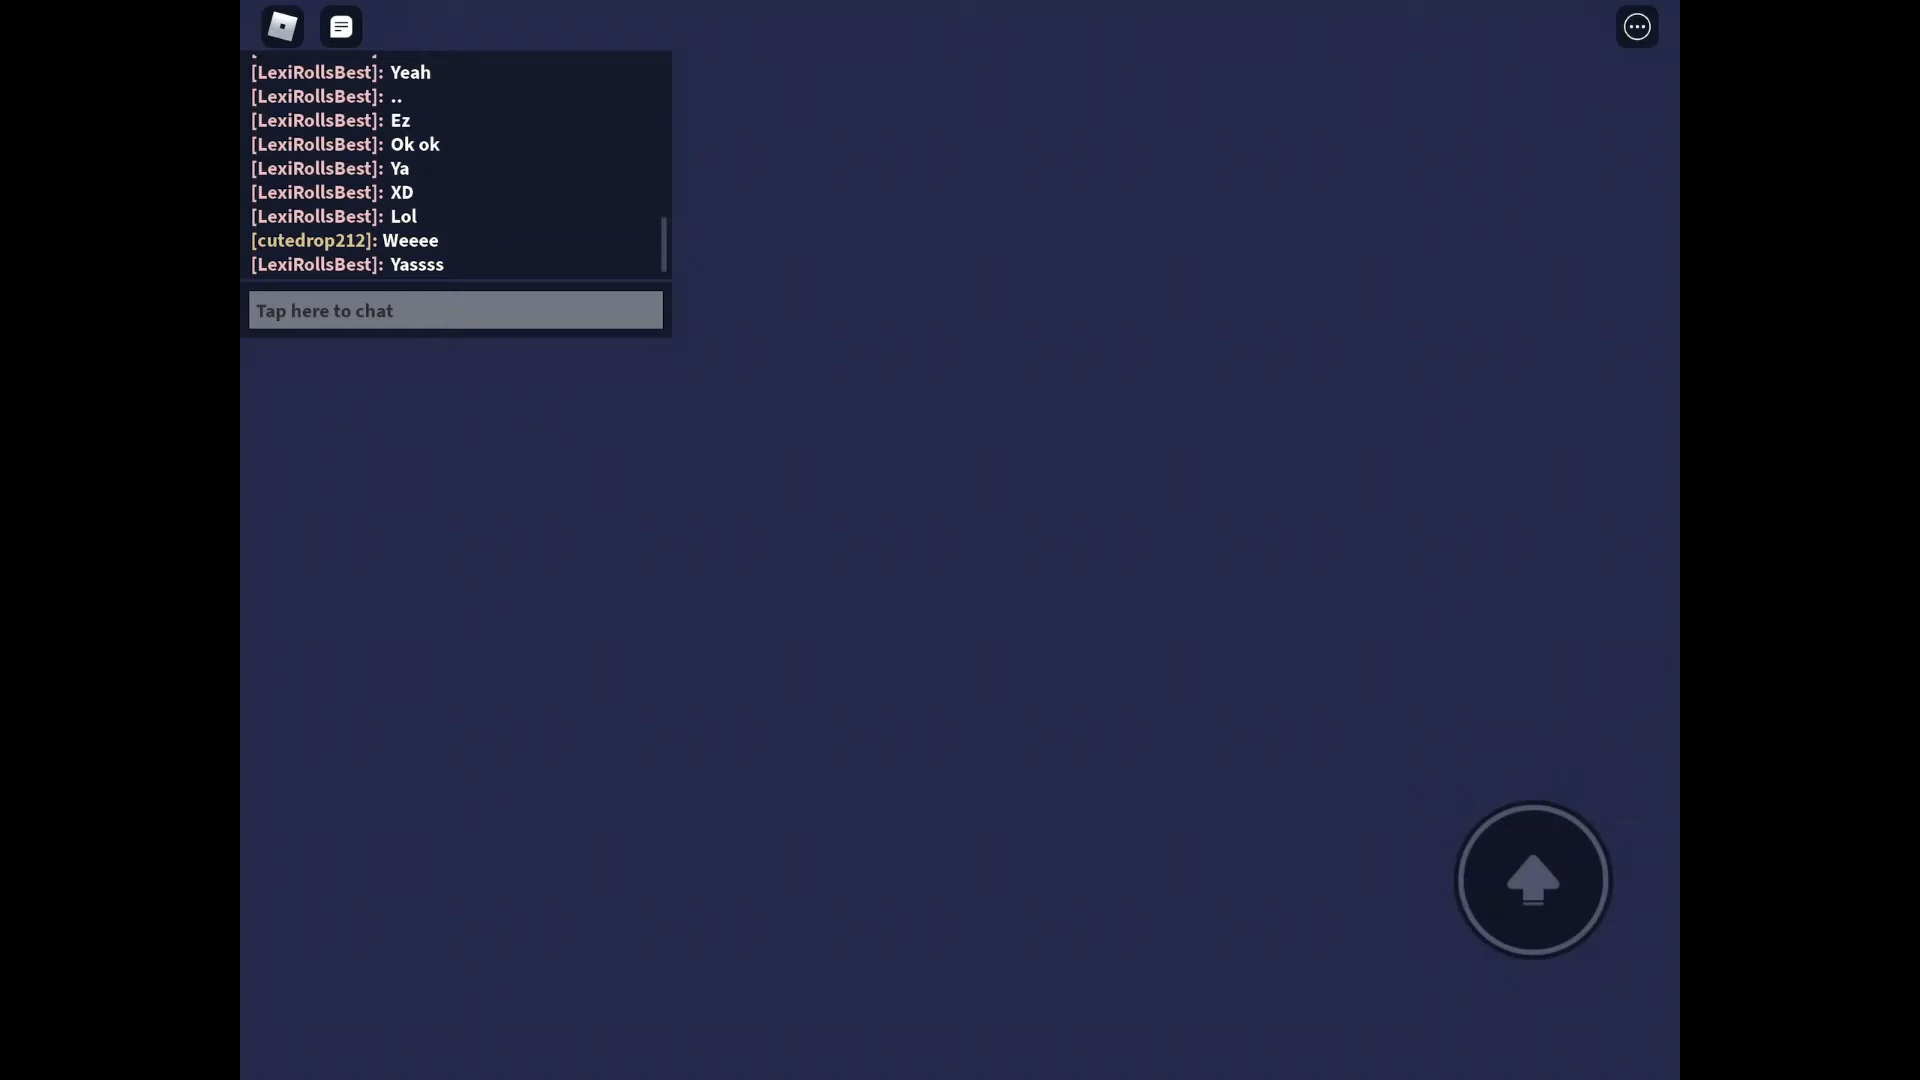 [LexiRollsBest]: Yeah
[LexiRollsBest]: ..
[LexiRollsBest]: Ez
[LexiRollsBest]: Ok ok
[LexiRollsBest]: Ya
[LexiRollsBest]: XD
[LexiRollsBest]: Lol
[cutedrop212]: Weeee
[LexiRollsBest]: Yassss
Tap here to chat